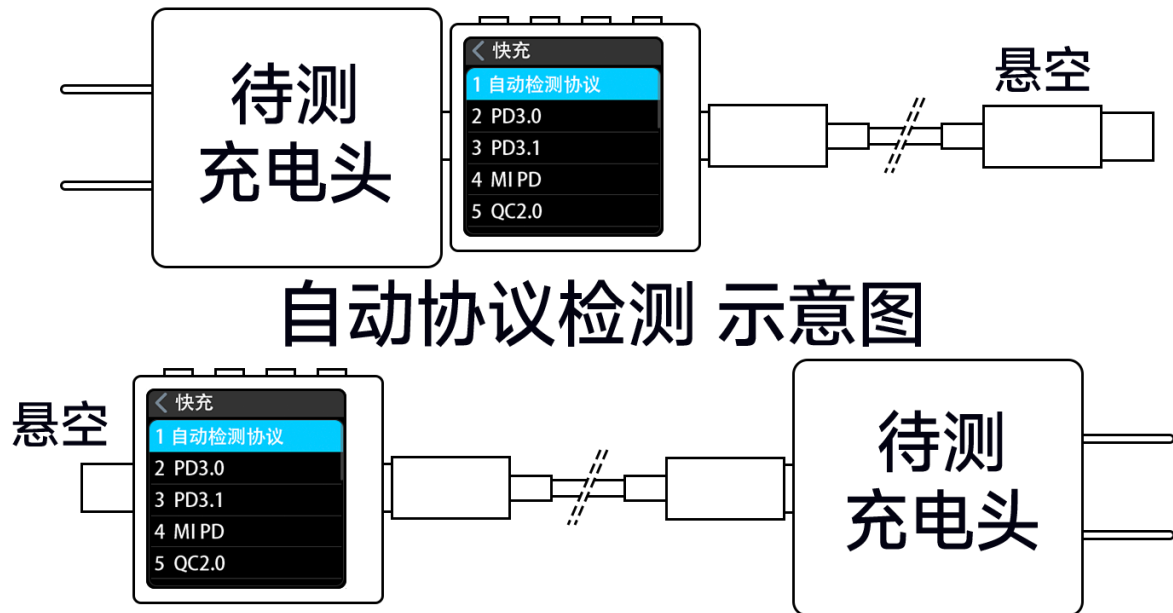 待测
充电头
快充
1 自动检测协议
2 PD3.0
3 PD3.1
4 MI PD
5 QC2.0
悬空
自动协议检测 示意图
悬空
快充
1 自动检测协议
2 PD3.0
3 PD3.1
4 MI PD
5 QC2.0
待测
充电头